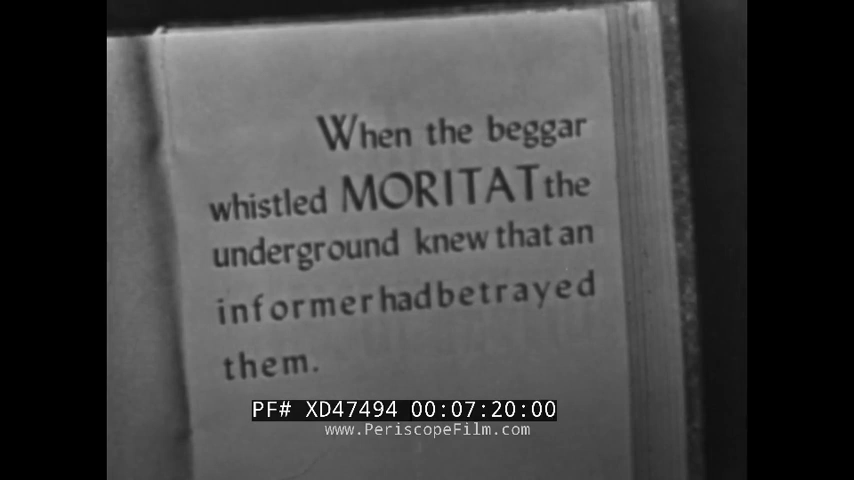 When the beggar
whistled MORITAT the
underground knew that an
informer had betrayed
them.
PF# XD47494 00:07:20:00
www.PeriscopeFilm.com